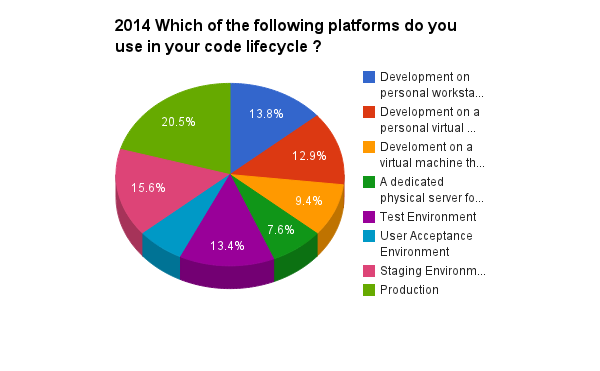 2014 Which of the following platforms do you
use in your code lifecycle ?
13.8%
12.9%
9.4%
7.6%
13.4%
15.6%
20.5%
Development on
personal worksta...
Development on a
personal virtual ...
Develoment on a
virtual machine th...
A dedicated
physical server fo...
Test Environment
User Acceptance
Environment
Staging Environm...
Production